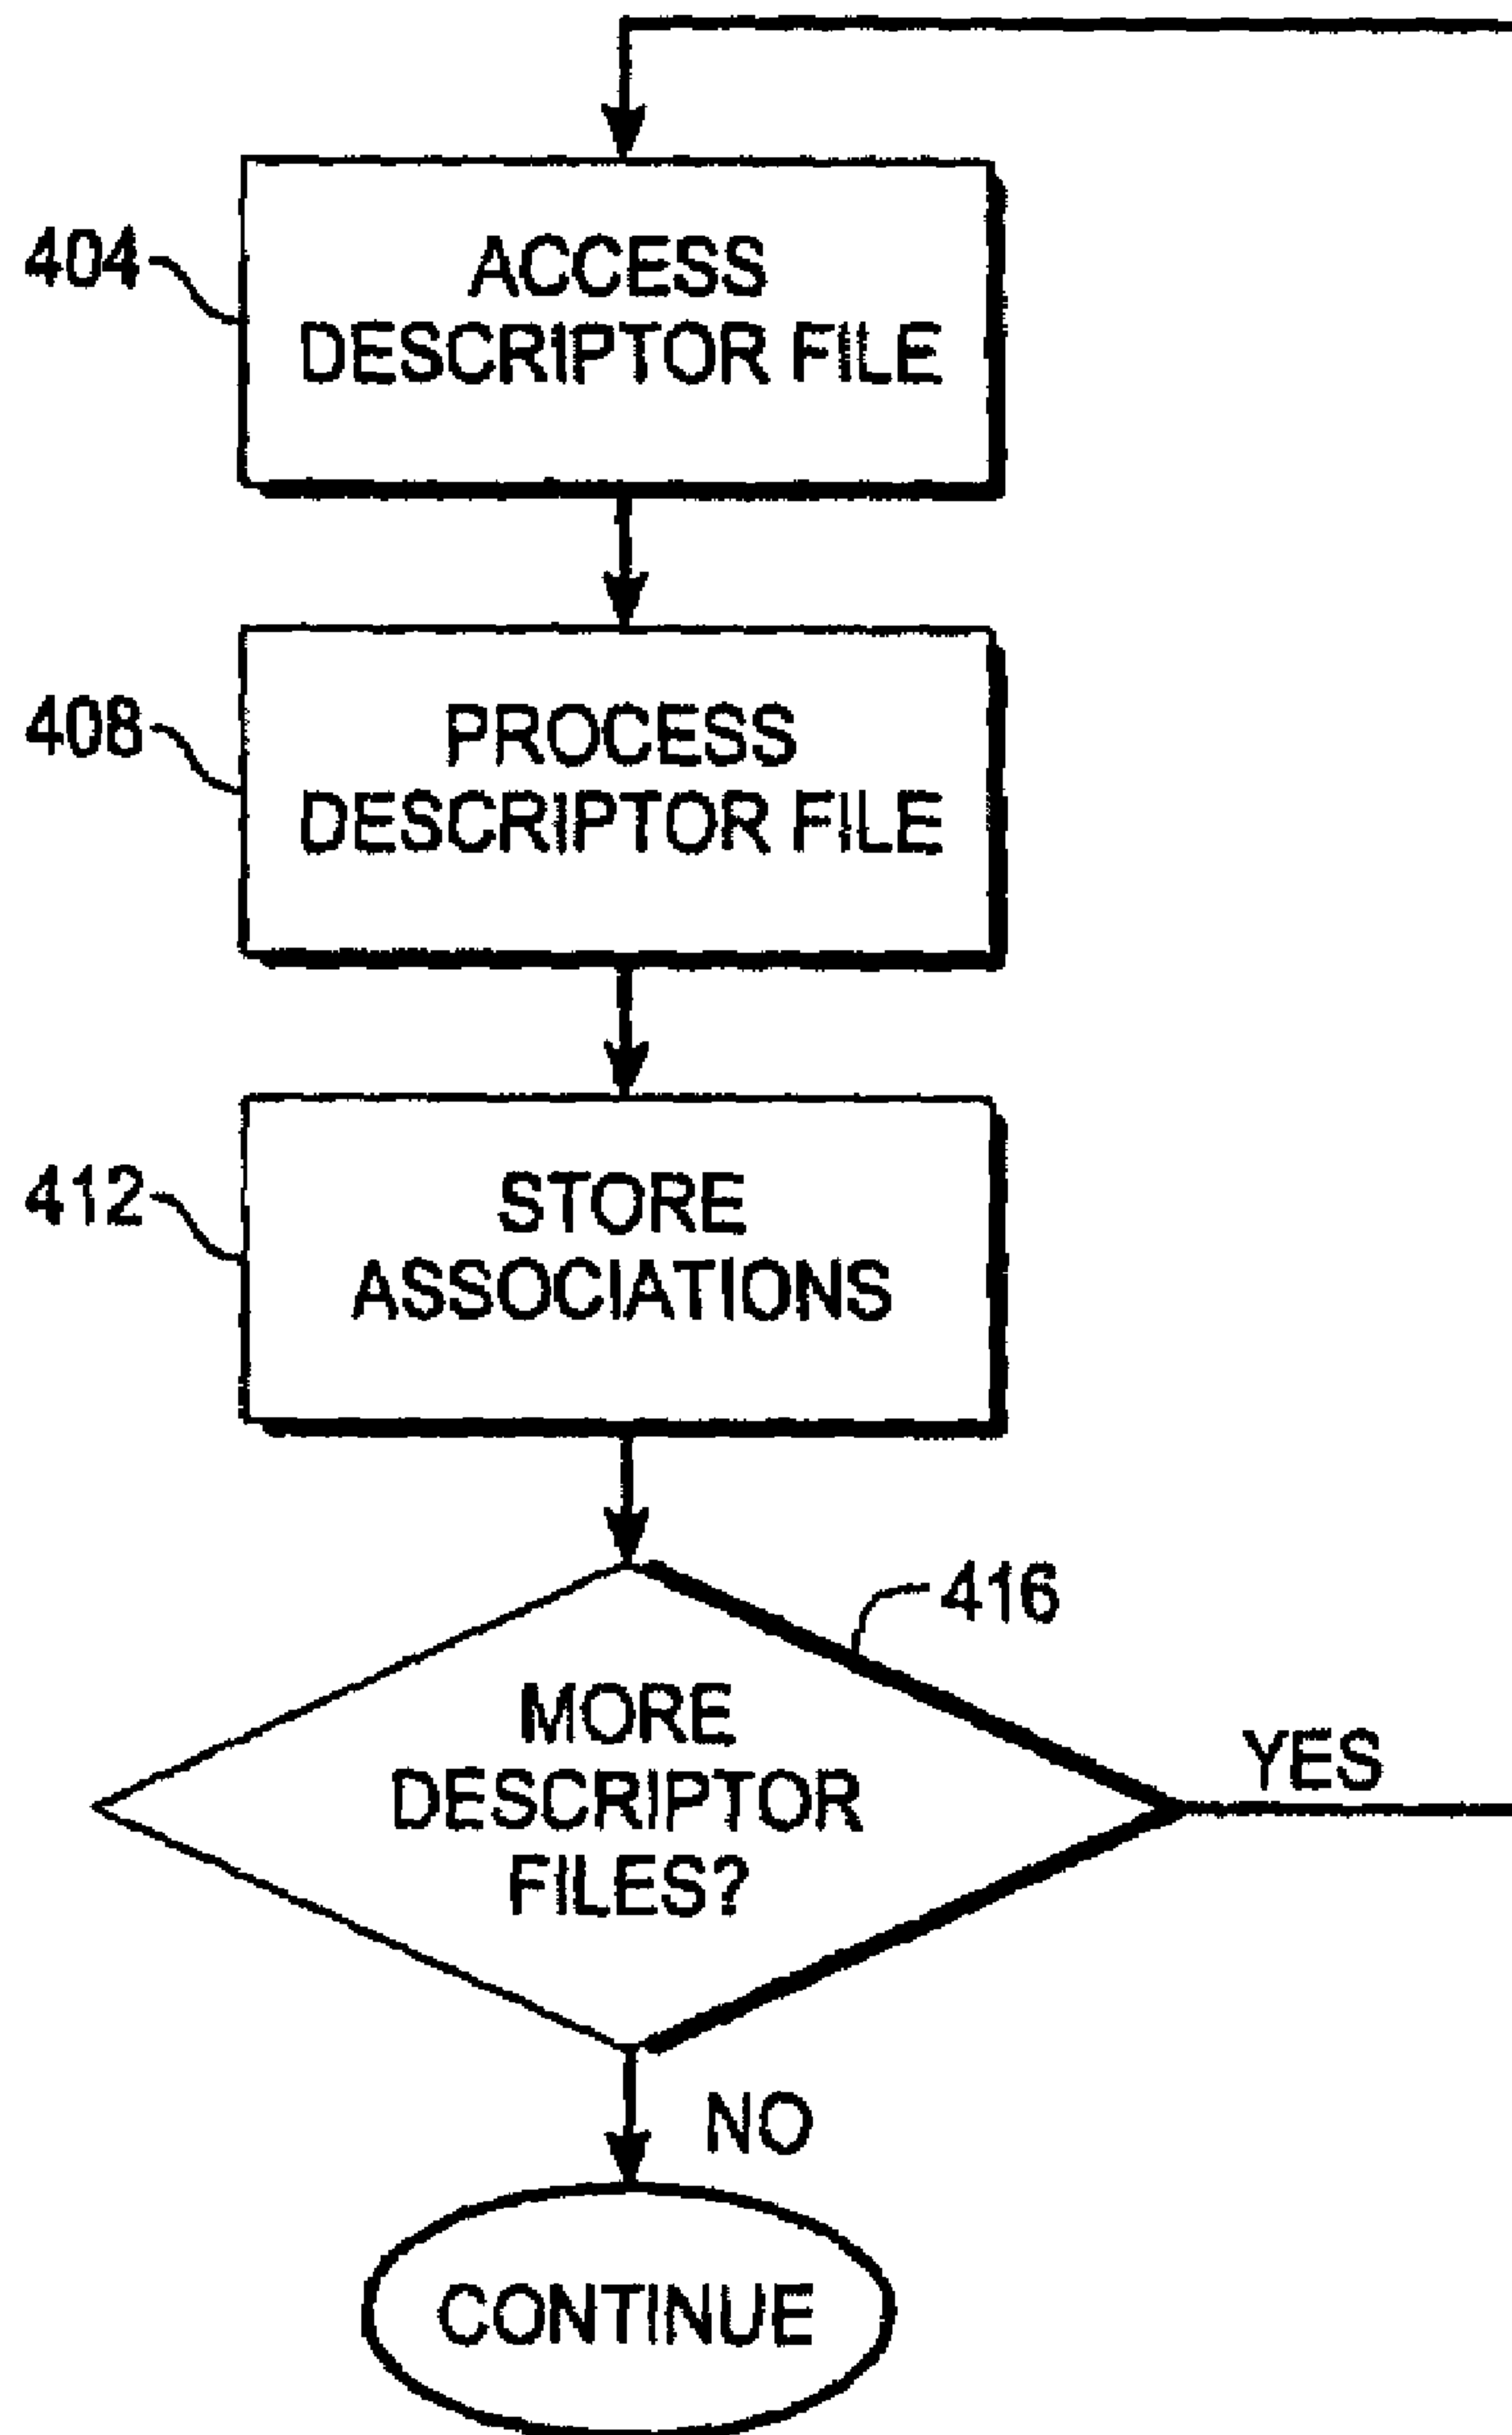 404
ACCESS
DESCRIPTOR FILE
408
PROCESS
DESCRIPTOR FILE
412
STORE
ASSOCIATIONS
416
MORE
DESCRIPTOR
FILES?
YES
NO
CONTINUE